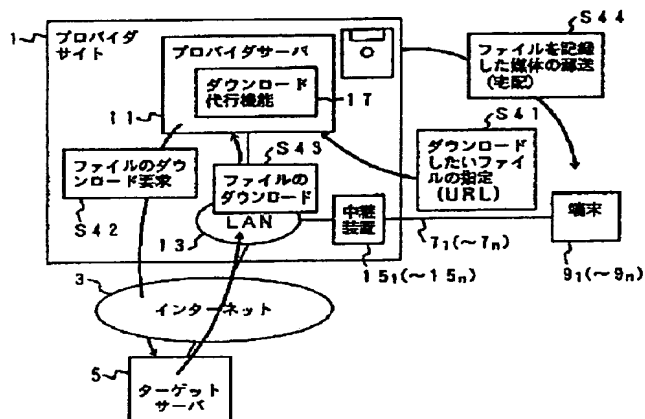 1
プロバイダ
サイト
プロバイダサーバ
ダウンロード
代行機能
17
11
S44
ファイルを記録
した媒体の郵送
(宅配)
S41
ダウンロード
したいファイ
ルの指定
(URL)
S43
ファイルの
ダウンロード
ファイルのダウ
ンロード要求
S42
LAN
13
中継
装置
15₁(~15n)
7₁(~7n)
端末
9₁(~9n)
3
インターネット
5
ターゲット
サーバ